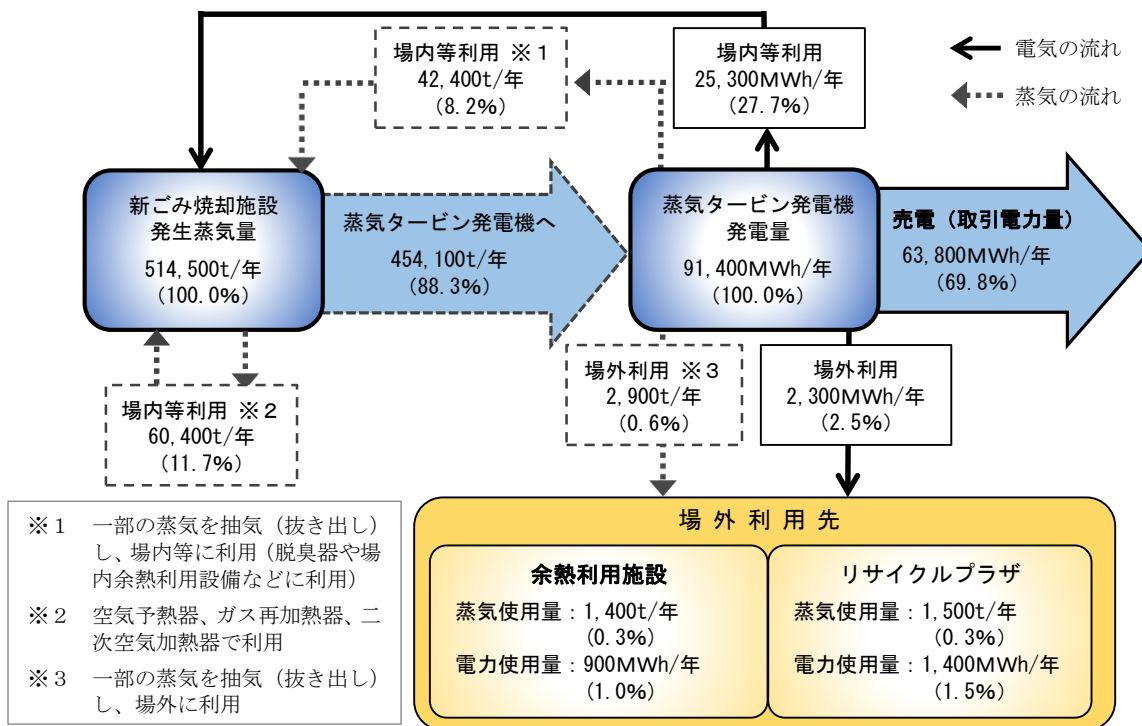 場内等利用 ※1
42,400t/年
(8.2%)
場内等利用
25,300MWh/年
(27.7%)
電気の流れ
蒸気の流れ
新ごみ焼却施設
発生蒸気量
514,500t/年
(100.0%)
蒸気タービン発電機へ
454,100t/年
(88.3%)
蒸気タービン発電機
発電量
91,400MWh/年
(100.0%)
売電（取引電力量）
63,800MWh/年
(69.8%)
場内等利用 ※2
60,400t/年
(11.7%)
場外利用 ※3
2,900t/年
(0.6%)
場外利用
2,300MWh/年
(2.5%)
※1 一部の蒸気を抽気（抜き出し）
し、場内等に利用（脱臭器や場
内余熱利用設備などに利用）
※2 空気予熱器、ガス再加熱器、二
次空気加熱器で利用
※3 一部の蒸気を抽気（抜き出し）
し、場外に利用
場外利用先
余熱利用施設
蒸気使用量：1,400t/年
(0.3%)
電力使用量：900MWh/年
(1.0%)
リサイクルプラザ
蒸気使用量：1,500t/年
(0.3%)
電力使用量：1,400MWh/年
(1.5%)